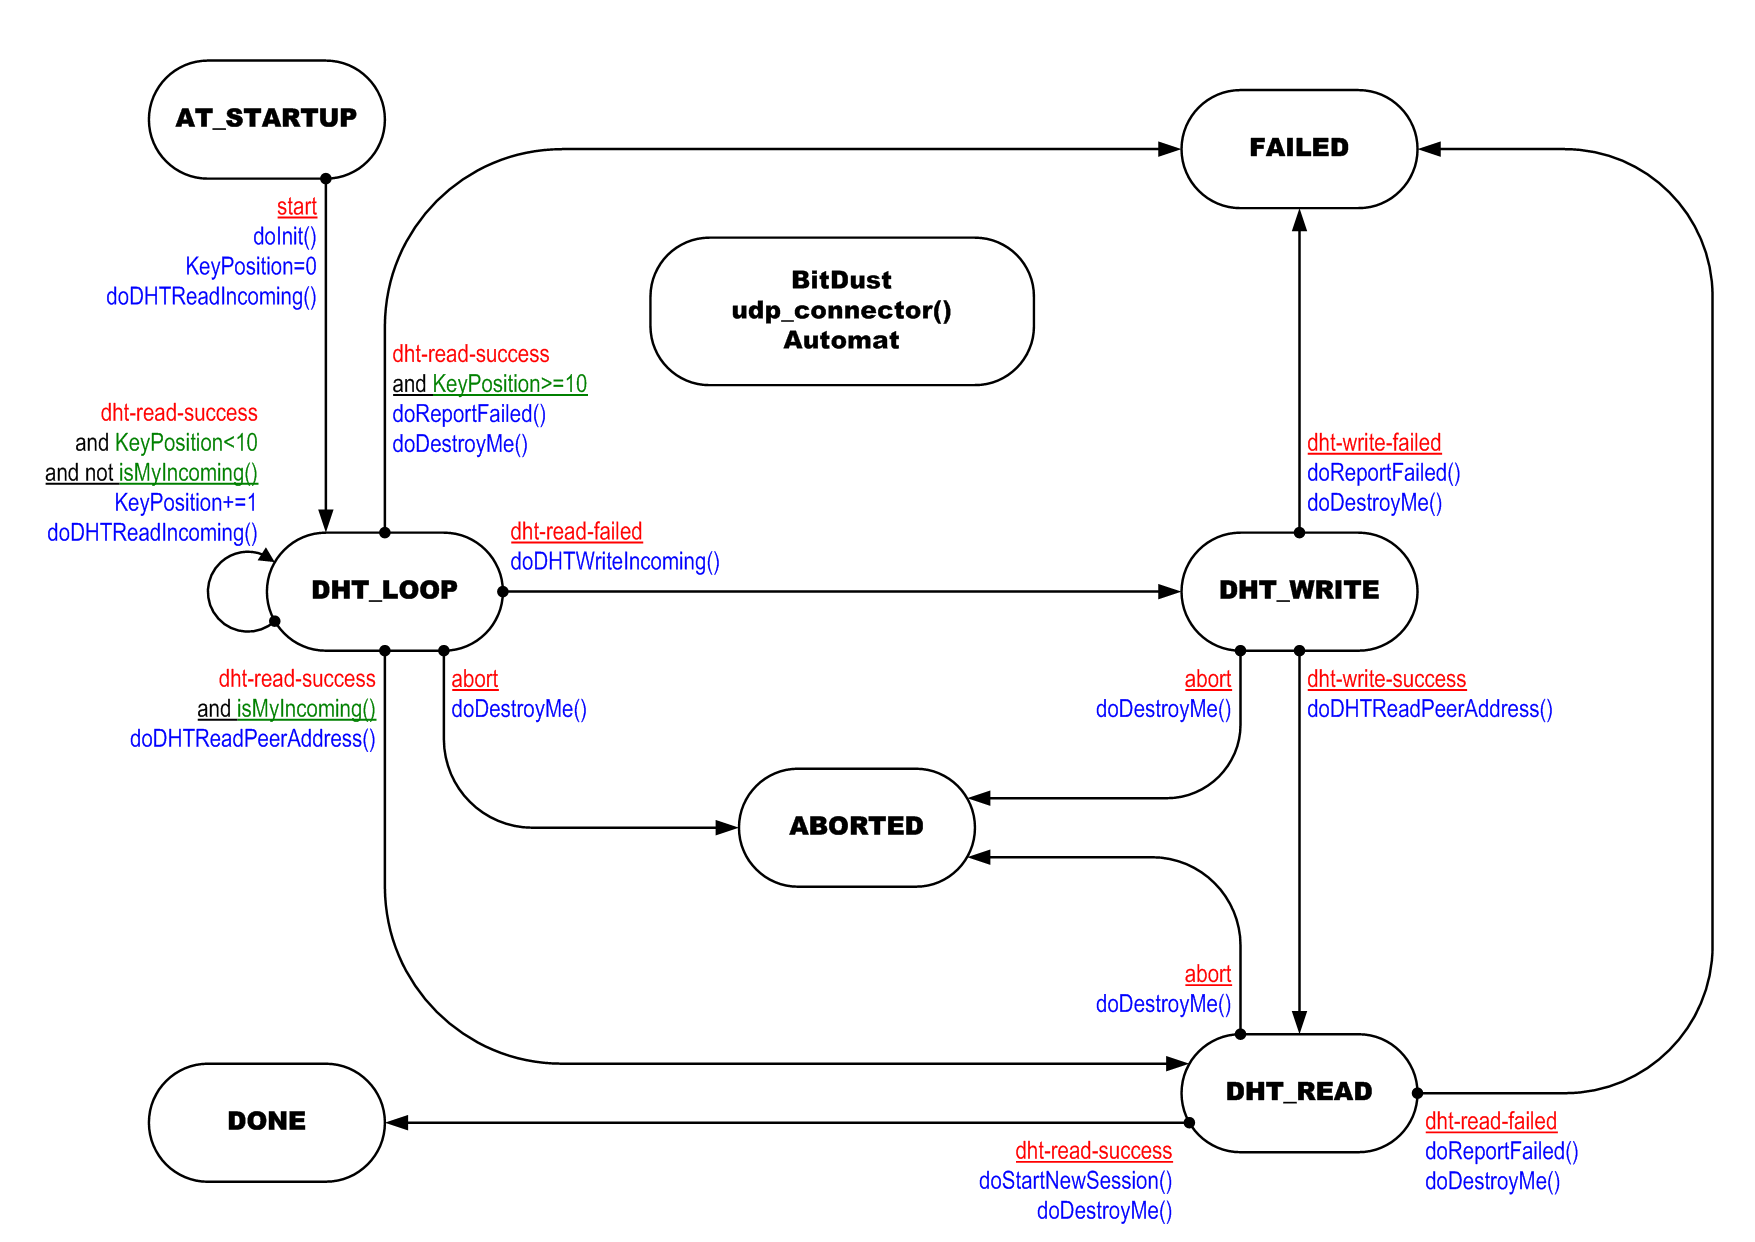 AT_STARTUP
start
doInit()
KeyPosition=0
doDHTReadIncoming()
FAILED
BitDust
udp_connector()
Automat
dht-read-success
and KeyPosition>=10
doReportFailed()
doDestroyMe()
dht-read-success
and KeyPosition<10
and not isMyIncoming()
KeyPosition+=1
doDHTReadIncoming()
dht-write-failed
doReportFailed()
doDestroyMe()
dht-read-failed
doDHTWriteIncoming()
DHT_LOOP
DHT_WRITE
dht-read-success
and isMyIncoming()
doDHTReadPeerAddress()
abort
doDestroyMe()
abort
doDestroyMe()
dht-write-success
doDHTReadPeerAddress()
ABORTED
abort
doDestroyMe()
DHT_READ
DONE
dht-read-success
doStartNewSession()
doDestroyMe()
dht-read-failed
doReportFailed()
doDestroyMe()